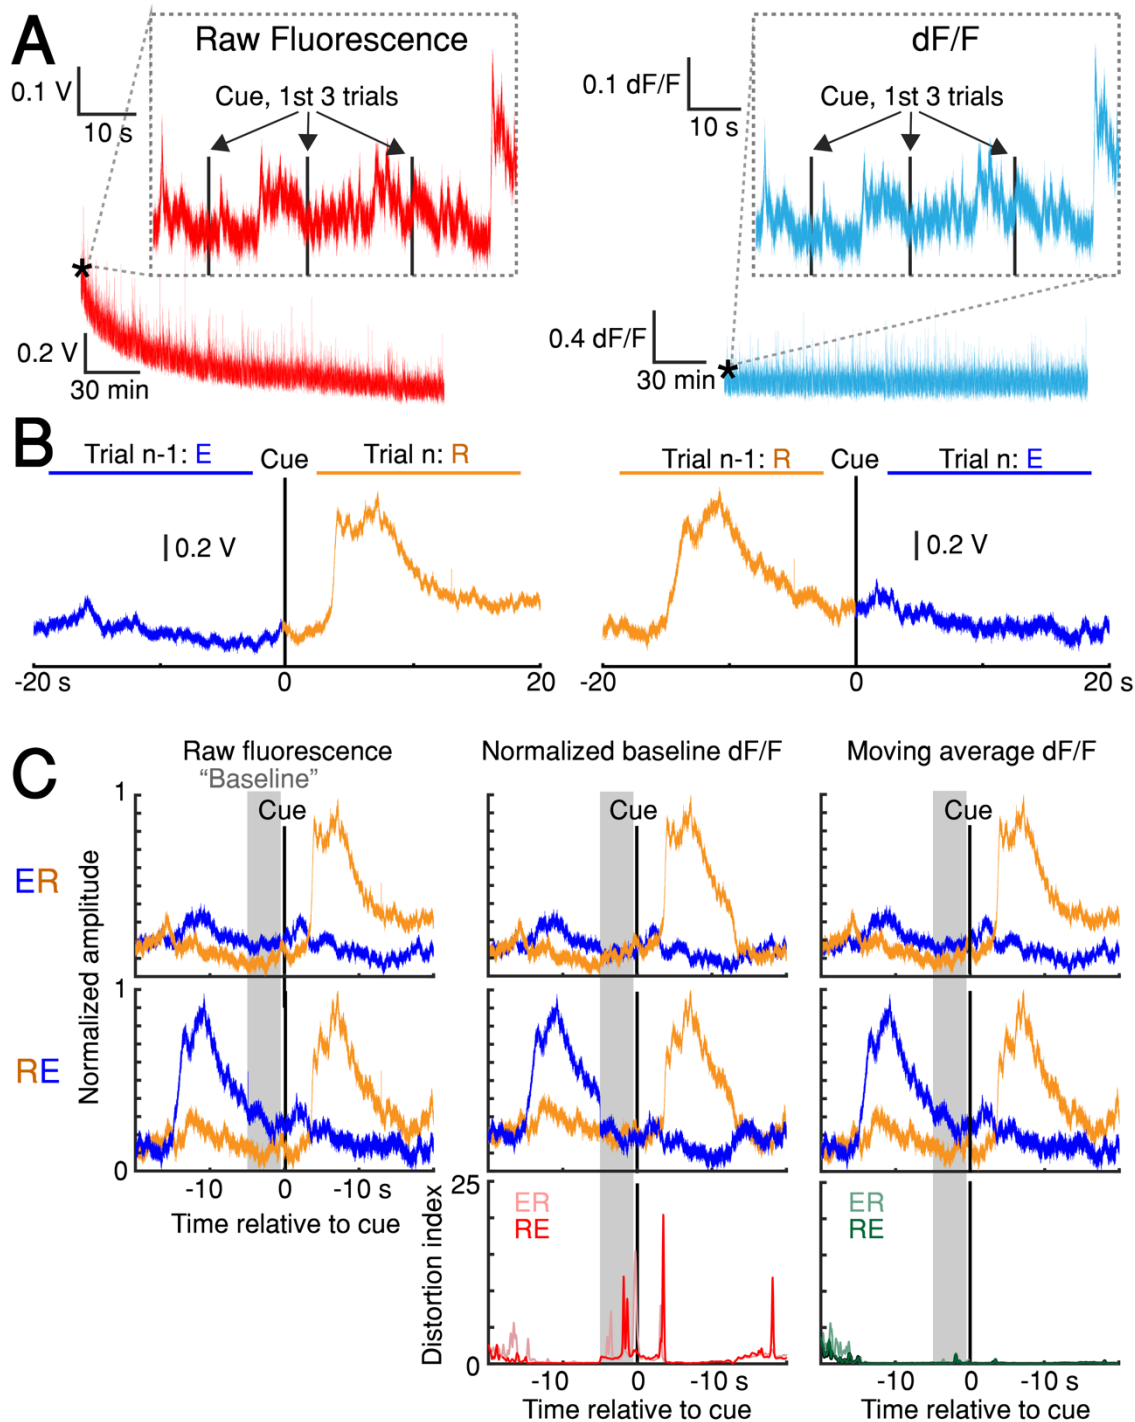 A
Raw Fluorescence
dF/F
0.1 V
10 s
Cue, 1st 3 trials
0.1 dF/F
10 s
Cue, 1st 3 trials
*
0.2 V
30 min
0.4 dF/F
30 min
*
B
Trial n-1: E
Cue
Trial n: R
Trial n-1: R
Cue
Trial n: E
0.2 V
0.2 V
-20 s
0
20
-20
0
20 s
C
Raw fluorescence
Normalized baseline dF/F
Moving average dF/F
“Baseline”
1
Cue
Cue
Cue
ER
Normalized amplitude
1
RE
0
-10
0
-10 s
Time relative to cue
25
ER
RE
ER
RE
Distortion index
0
-10
0
-10 s
-10
0
-10 s
Time relative to cue
Time relative to cue